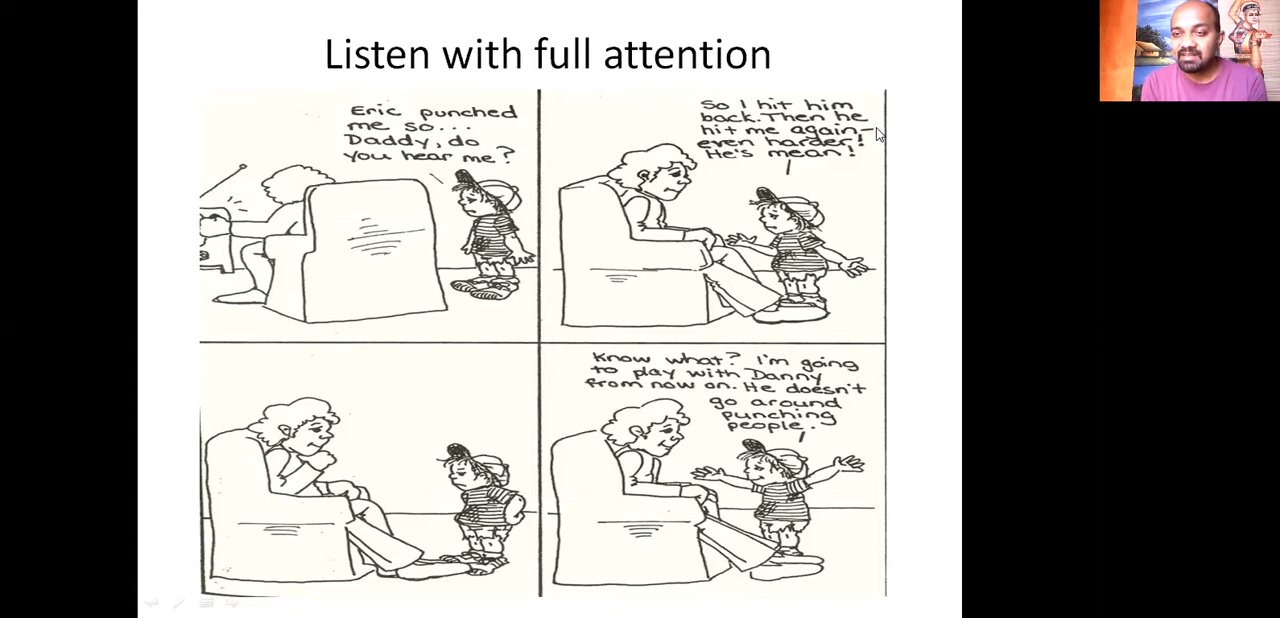 Listen with full attention
Eric punched
me so...
Daddy, do
you hear me?
So I hit him
back. Then he
hit me again—
even harder!
He's mean!
Know what? I'm going
to play with Danny
from now on. He doesn't
go around
punching
people.